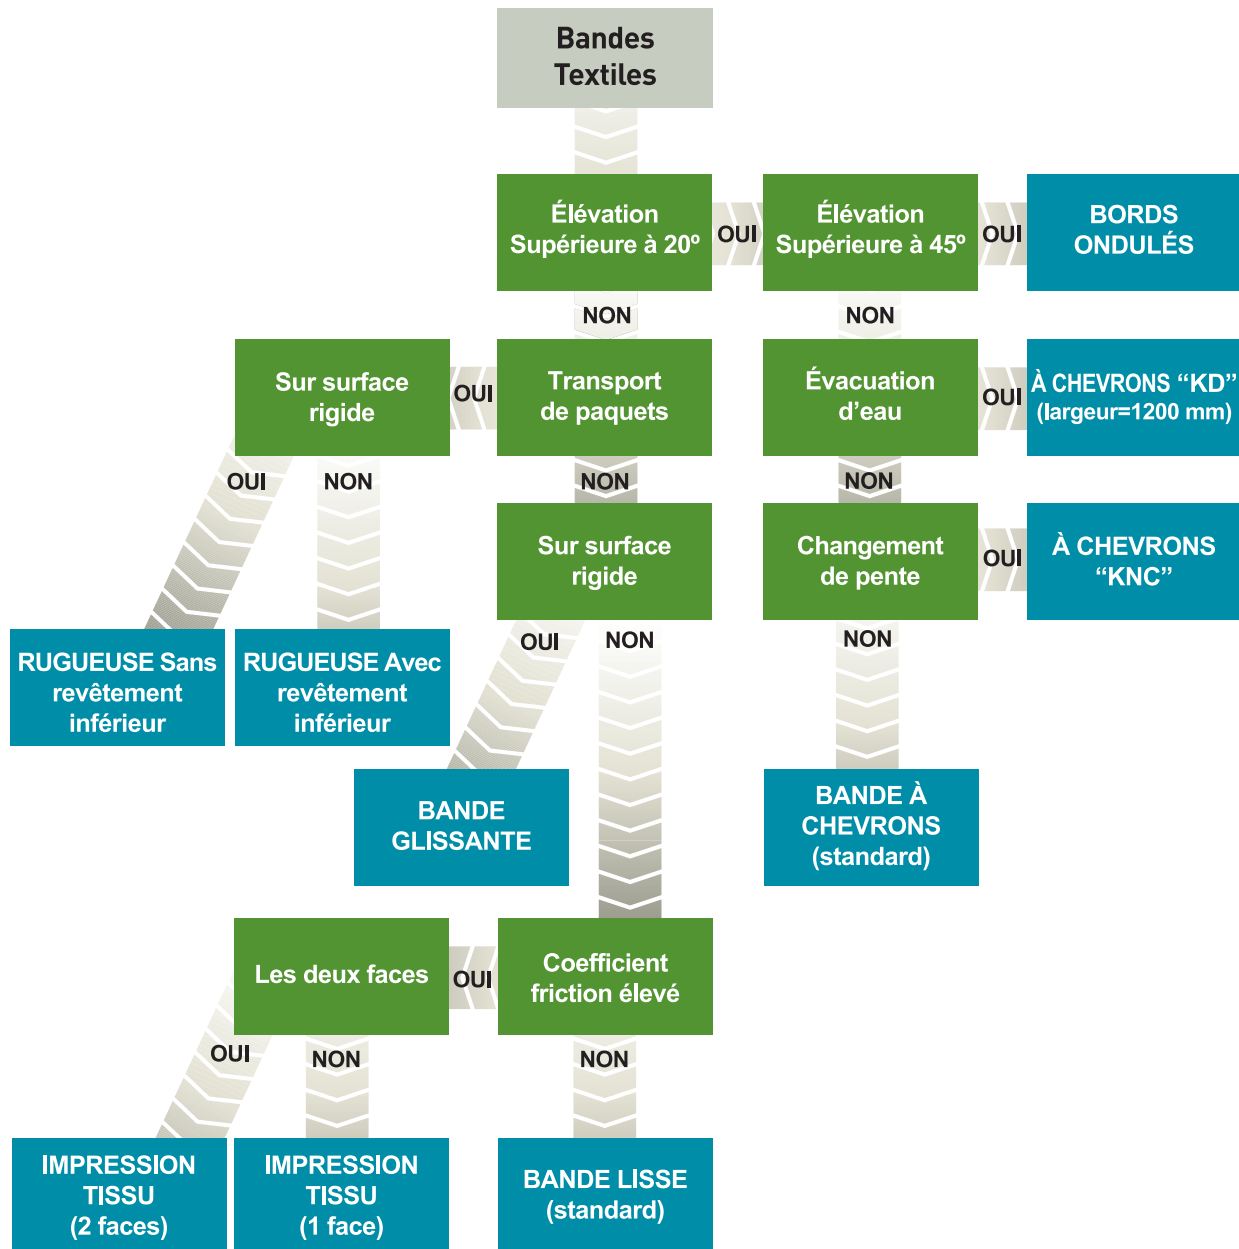 Bandes
Textiles
Élévation
Supérieure à 20º
OUI
Élévation
Supérieure à 45º
OUI
BORDS
ONDULÉS
NON
NON
Sur surface
rigide
OUI
Transport
de paquets
Évacuation
d’eau
OUI
À CHEVRONS “KD”
(largeur=1200 mm)
OUI
NON
NON
NON
Sur surface
rigide
Changement
de pente
OUI
À CHEVRONS
“KNC”
OUI
NON
NON
RUGUEUSE Sans
revêtement
inférieur
RUGUEUSE Avec
revêtement
inférieur
BANDE
GLISSANTE
BANDE À
CHEVRONS
(standard)
Les deux faces
OUI
Coefficient
friction élevé
OUI
NON
NON
IMPRESSION
TISSU
(2 faces)
IMPRESSION
TISSU
(1 face)
BANDE LISSE
(standard)